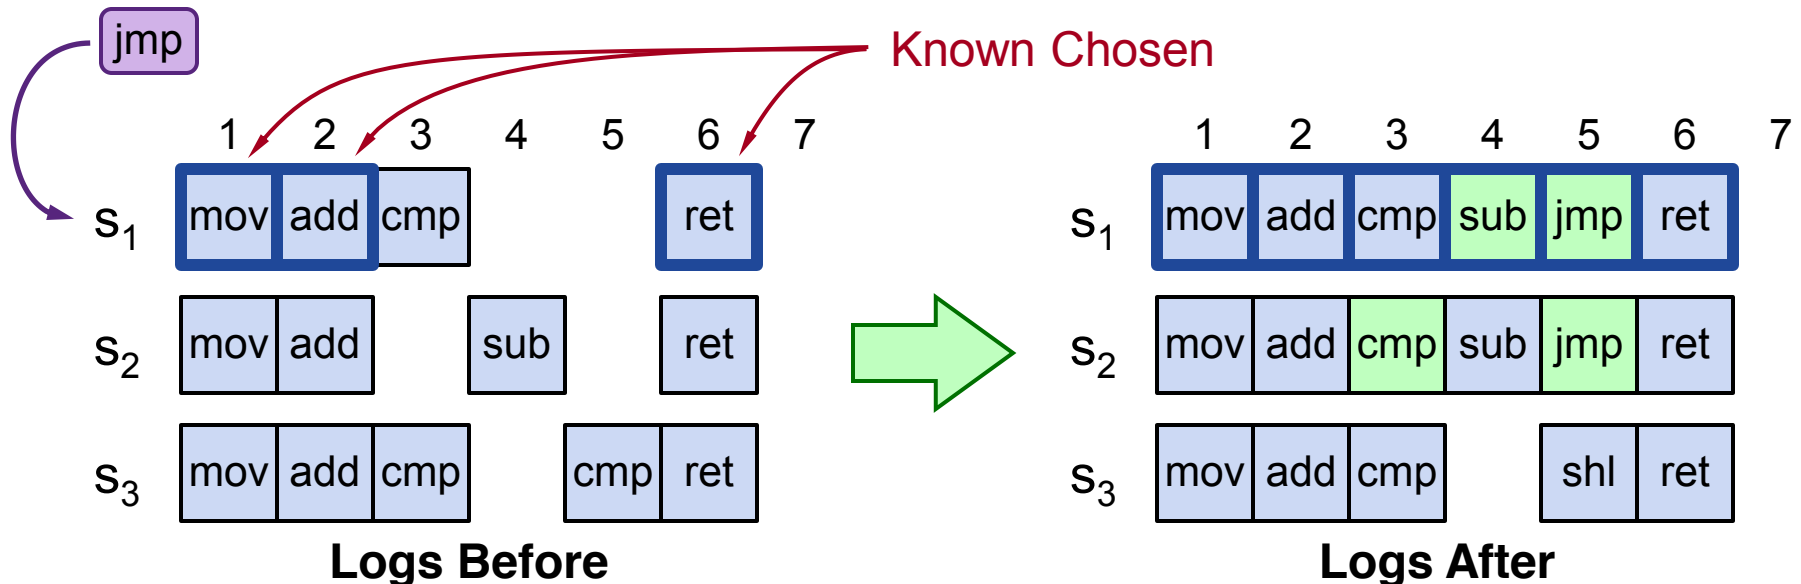 jmp
Known Chosen
1 2 3 4 5 6 7
s1 mov add cmp ret
s2 mov add sub ret
s3 mov add cmp cmp ret
Logs Before
1 2 3 4 5 6 7
s1 mov add cmp sub jmp ret
s2 mov add cmp sub jmp ret
s3 mov add cmp shl ret
Logs After